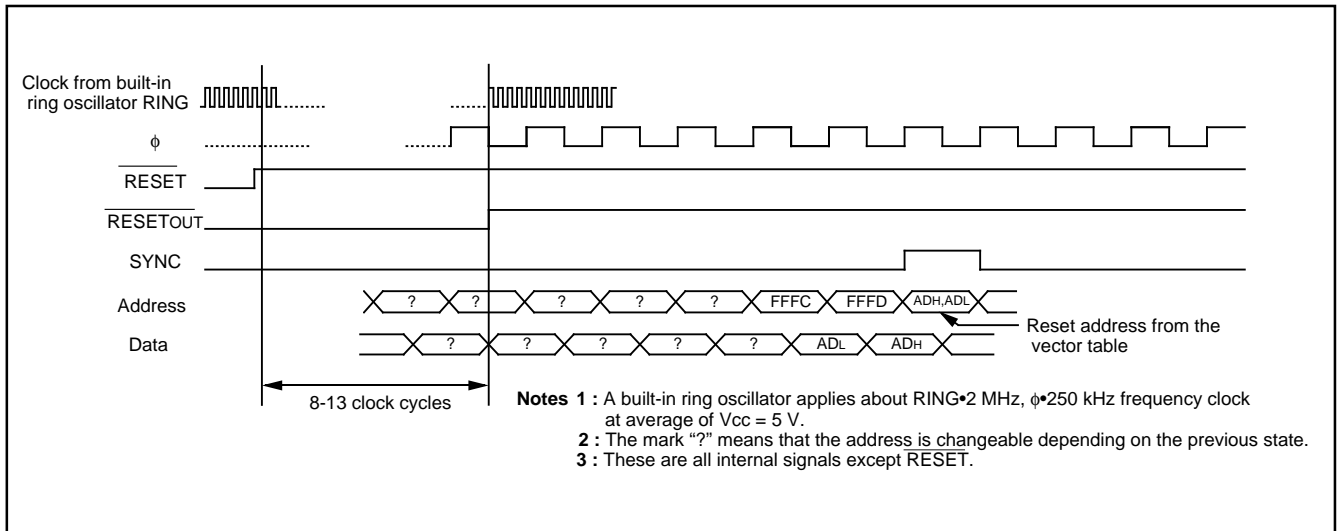 Clock from built-in
ring oscillator RING
ϕ
RESET
RESETOUT
SYNC
Address
? ? ? ? ? FFFC FFFD ADH,ADL
Reset address from the
vector table
Data
? ? ? ? ? ADL ADH
8-13 clock cycles
Notes 1 : A built-in ring oscillator applies about RING•2 MHz, ϕ•250 kHz frequency clock
at average of Vcc = 5 V.
2 : The mark “?” means that the address is changeable depending on the previous state.
3 : These are all internal signals except RESET.